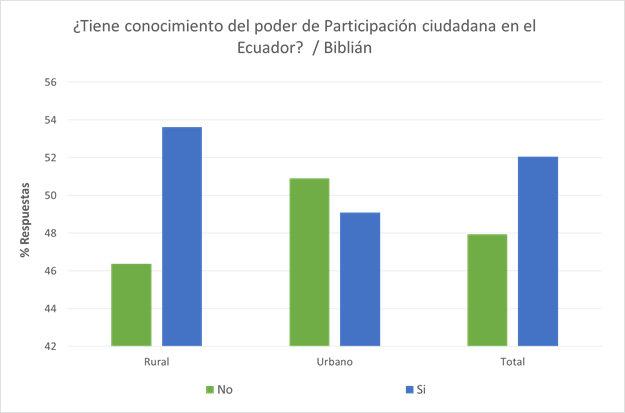 ¿Tiene conocimiento del poder de Participación ciudadana en el
Ecuador?  / Biblián
56
54
52
50
48
46
44
42
% Respuestas
Rural
Urbano
Total
No
Si